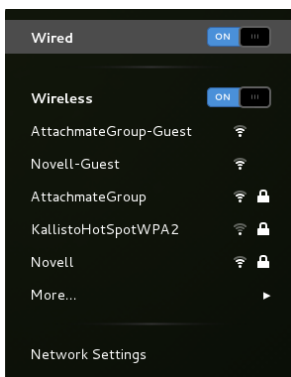 Wired ON
Wireless ON
AttachmateGroup-Guest
Novell-Guest
AttachmateGroup
KallistoHotSpotWPA2
Novell
More...
Network Settings